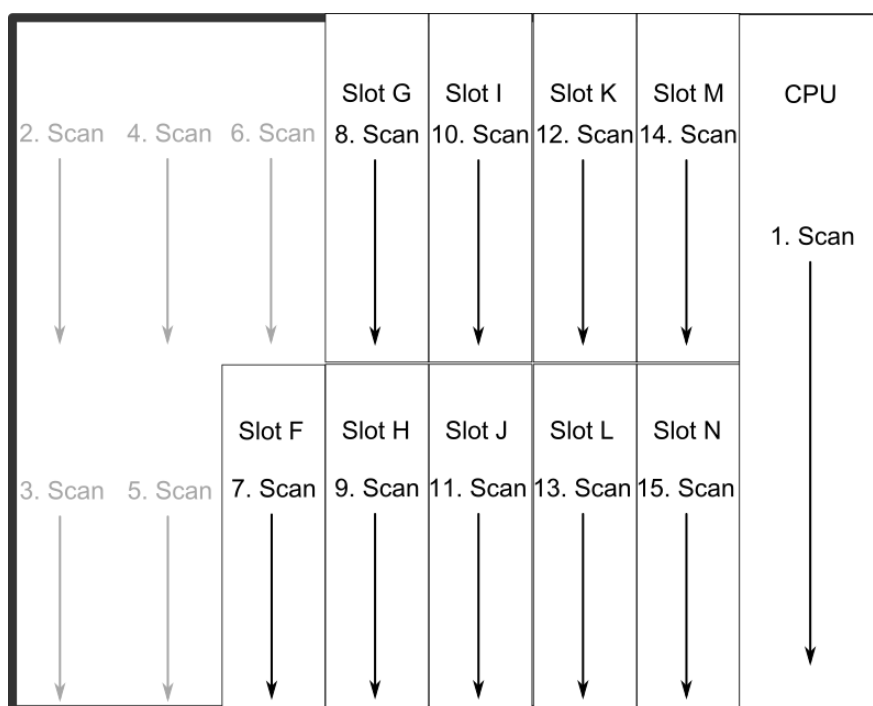 Slot G Slot I Slot K Slot M CPU
2. Scan 4. Scan 6. Scan 8. Scan 10. Scan 12. Scan 14. Scan
1. Scan
Slot F Slot H Slot J Slot L Slot N
3. Scan 5. Scan 7. Scan 9. Scan 11. Scan 13. Scan 15. Scan